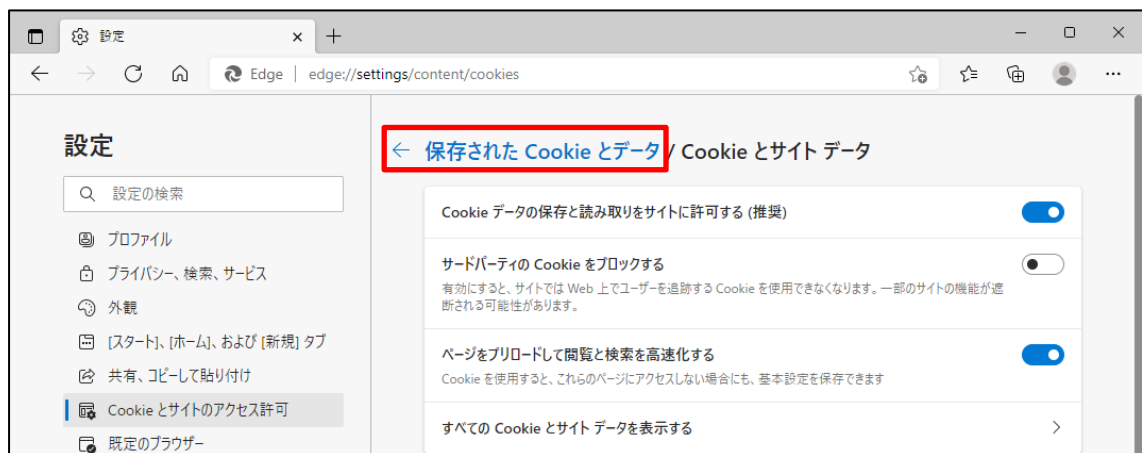 設定
Edge edge://settings/content/cookies
設定
設定の検索
プロファイル
プライバシー、検索、サービス
外観
[スタート]、[ホーム]、および [新規] タブ
共有、コピーして貼り付け
Cookie とサイトのアクセス許可
既定のブラウザー
保存された Cookie とデータ / Cookie とサイト データ
Cookie データの保存と読み取りをサイトに許可する (推奨)
サードパーティの Cookie をブロックする
有効にすると、サイトでは Web 上でユーザーを追跡する Cookie を使用できなくなります。一部のサイトの機能が遮
断される可能性があります。
ページをプリロードして閲覧と検索を高速化する
Cookie を使用すると、これらのページにアクセスしない場合にも、基本設定を保存できます
すべての Cookie とサイト データを表示する